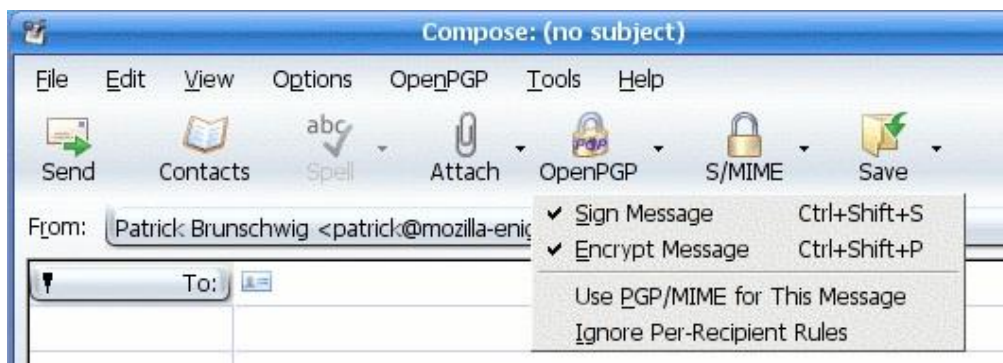 Compose: (no subject)
File Edit View Options OpenPGP Tools Help
abc PGP
Send Contacts Spell Attach OpenPGP S/MIME Save
From: Patrick Brunschwig <patrick@mozilla-enig
Sign Message Ctrl+Shift+S
Encrypt Message Ctrl+Shift+P
To:
Use PGP/MIME for This Message
Ignore Per-Recipient Rules